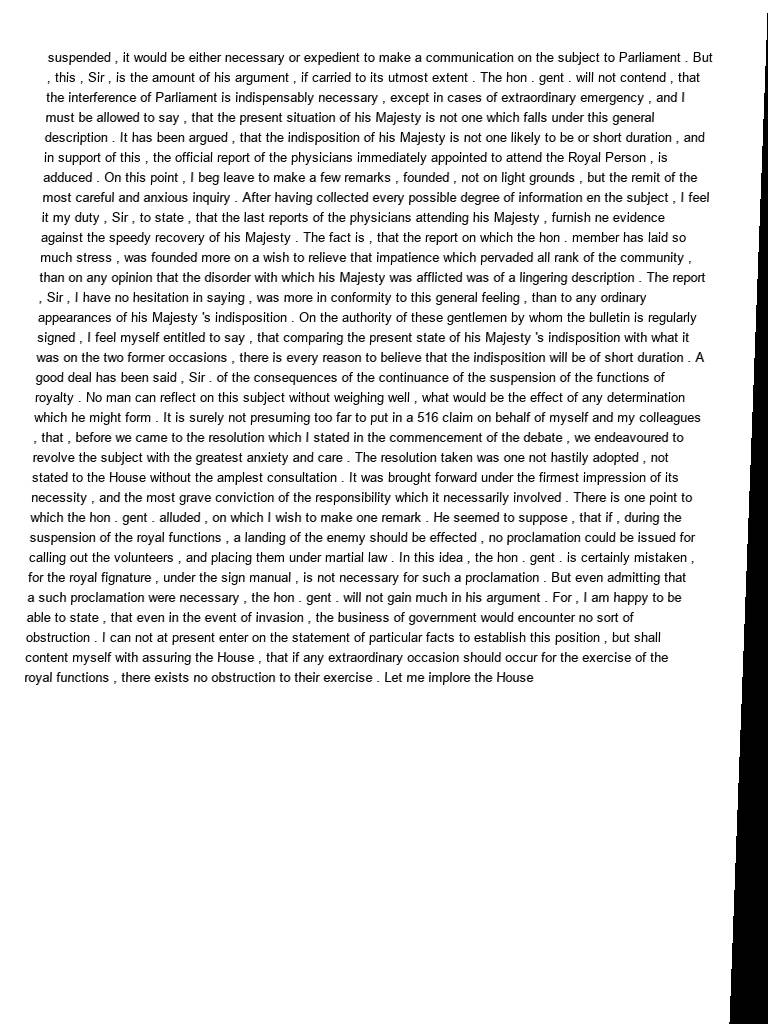 suspended , it would be either necessary or expedient to make a communication on the subject to Parliament . But
, this , Sir , is the amount of his argument , if carried to its utmost extent . The hon . gent . will not contend , that
the interference of Parliament is indispensably necessary , except in cases of extraordinary emergency , and I
must be allowed to say , that the present situation of his Majesty is not one which falls under this general
description . It has been argued , that the indisposition of his Majesty is not one likely to be or short duration , and
in support of this , the official report of the physicians immediately appointed to attend the Royal Person , is
adduced . On this point , I beg leave to make a few remarks , founded , not on light grounds , but the remit of the
most careful and anxious inquiry . After having collected every possible degree of information en the subject , I feel
it my duty , Sir , to state , that the last reports of the physicians attending his Majesty , furnish ne evidence
against the speedy recovery of his Majesty . The fact is , that the report on which the hon . member has laid so
much stress , was founded more on a wish to relieve that impatience which pervaded all rank of the community ,
than on any opinion that the disorder with which his Majesty was afflicted was of a lingering description . The report
, Sir , I have no hesitation in saying , was more in conformity to this general feeling , than to any ordinary
appearances of his Majesty 's indisposition . On the authority of these gentlemen by whom the bulletin is regularly
signed , I feel myself entitled to say , that comparing the present state of his Majesty 's indisposition with what it
was on the two former occasions , there is every reason to believe that the indisposition will be of short duration . A
good deal has been said , Sir . of the consequences of the continuance of the suspension of the functions of
royalty . No man can reflect on this subject without weighing well , what would be the effect of any determination
which he might form . It is surely not presuming too far to put in a 516 claim on behalf of myself and my colleagues
, that , before we came to the resolution which I stated in the commencement of the debate , we endeavoured to
revolve the subject with the greatest anxiety and care . The resolution taken was one not hastily adopted , not
stated to the House without the amplest consultation . It was brought forward under the firmest impression of its
necessity , and the most grave conviction of the responsibility which it necessarily involved . There is one point to
which the hon . gent . alluded , on which I wish to make one remark . He seemed to suppose , that if , during the
suspension of the royal functions , a landing of the enemy should be effected , no proclamation could be issued for
calling out the volunteers , and placing them under martial law . In this idea , the hon . gent . is certainly mistaken ,
for the royal fignature , under the sign manual , is not necessary for such a proclamation . But even admitting that
a such proclamation were necessary , the hon . gent . will not gain much in his argument . For , I am happy to be
able to state , that even in the event of invasion , the business of government would encounter no sort of
obstruction . I can not at present enter on the statement of particular facts to establish this position , but shall
content myself with assuring the House , that if any extraordinary occasion should occur for the exercise of the
royal functions , there exists no obstruction to their exercise . Let me implore the House